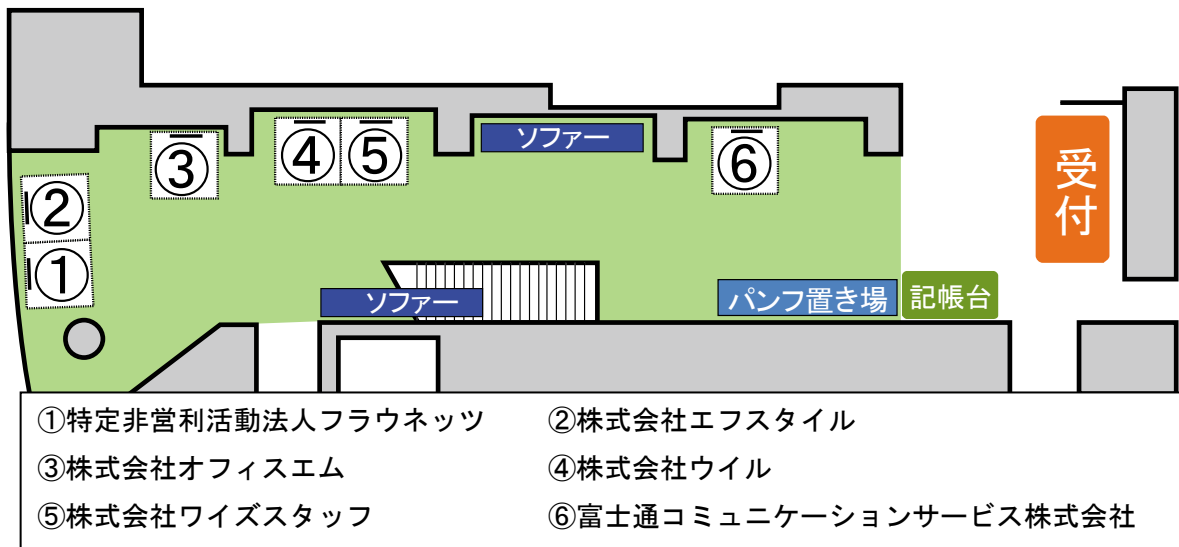 ソファー
③
④
⑤
⑥
受付
②
①
ソファー
パンフ置き場
記帳台
①特定非営利活動法人フラウネッツ
②株式会社エフスタイル
③株式会社オフィスエム
④株式会社ウイル
⑤株式会社ワイズスタッフ
⑥富士通コミュニケーションサービス株式会社